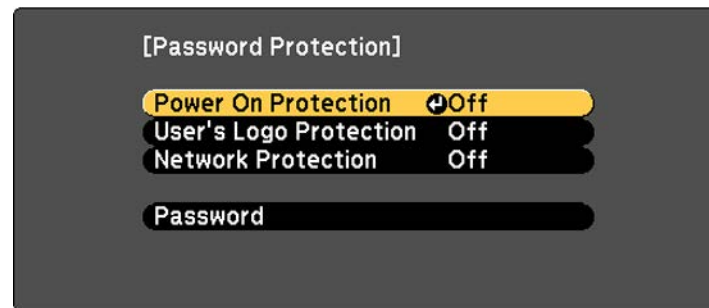 [Password Protection]
Power On Protection Off
User's Logo Protection Off
Network Protection Off
Password